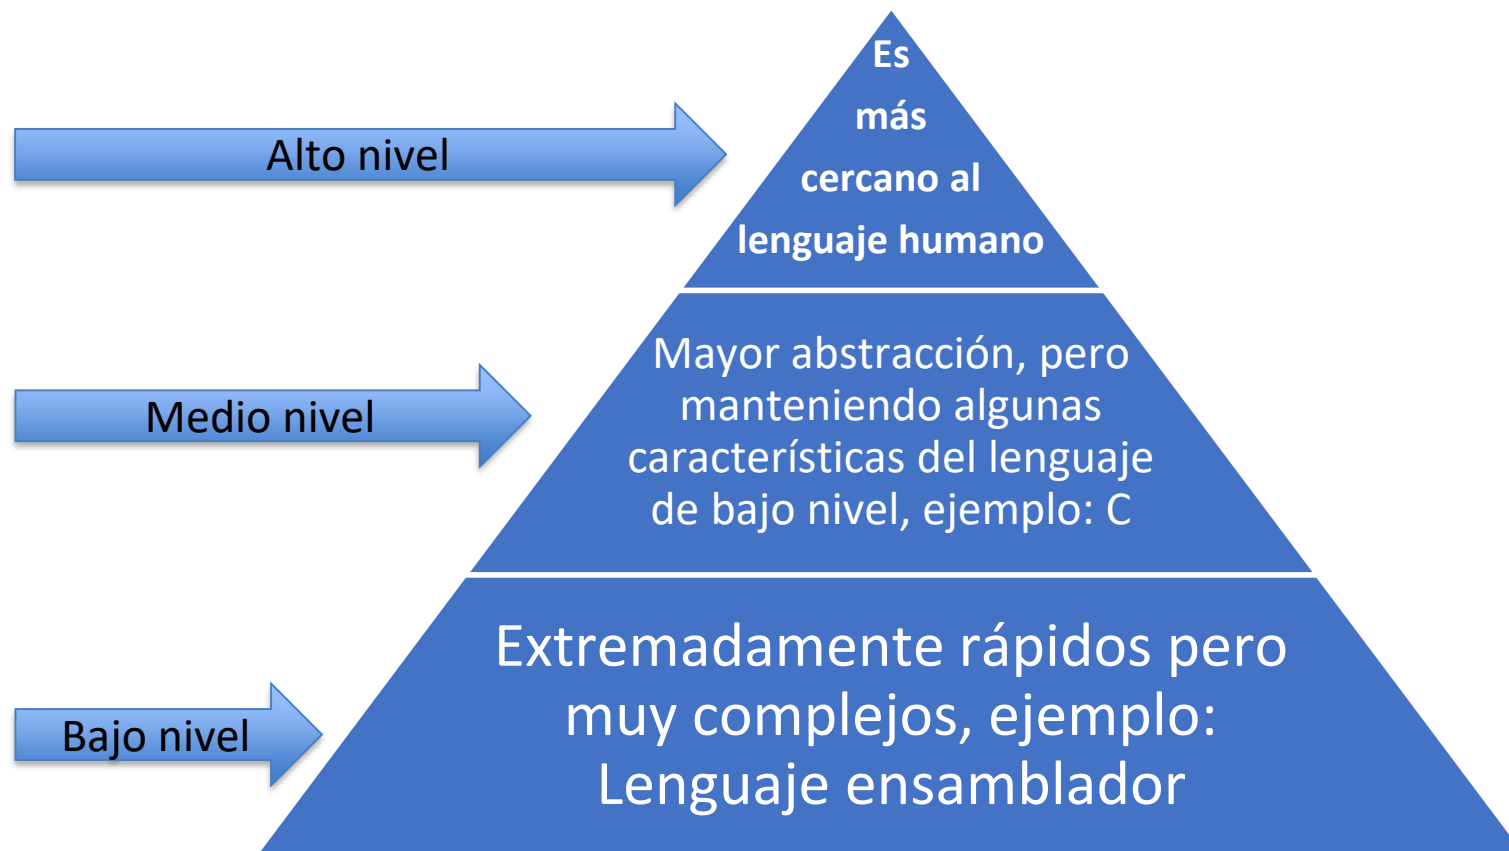 Es
más
cercano al
lenguaje humano
Alto nivel
Mayor abstracción, pero
manteniendo algunas
características del lenguaje
de bajo nivel, ejemplo: C
Medio nivel
Extremadamente rápidos pero
muy complejos, ejemplo:
Lenguaje ensamblador
Bajo nivel